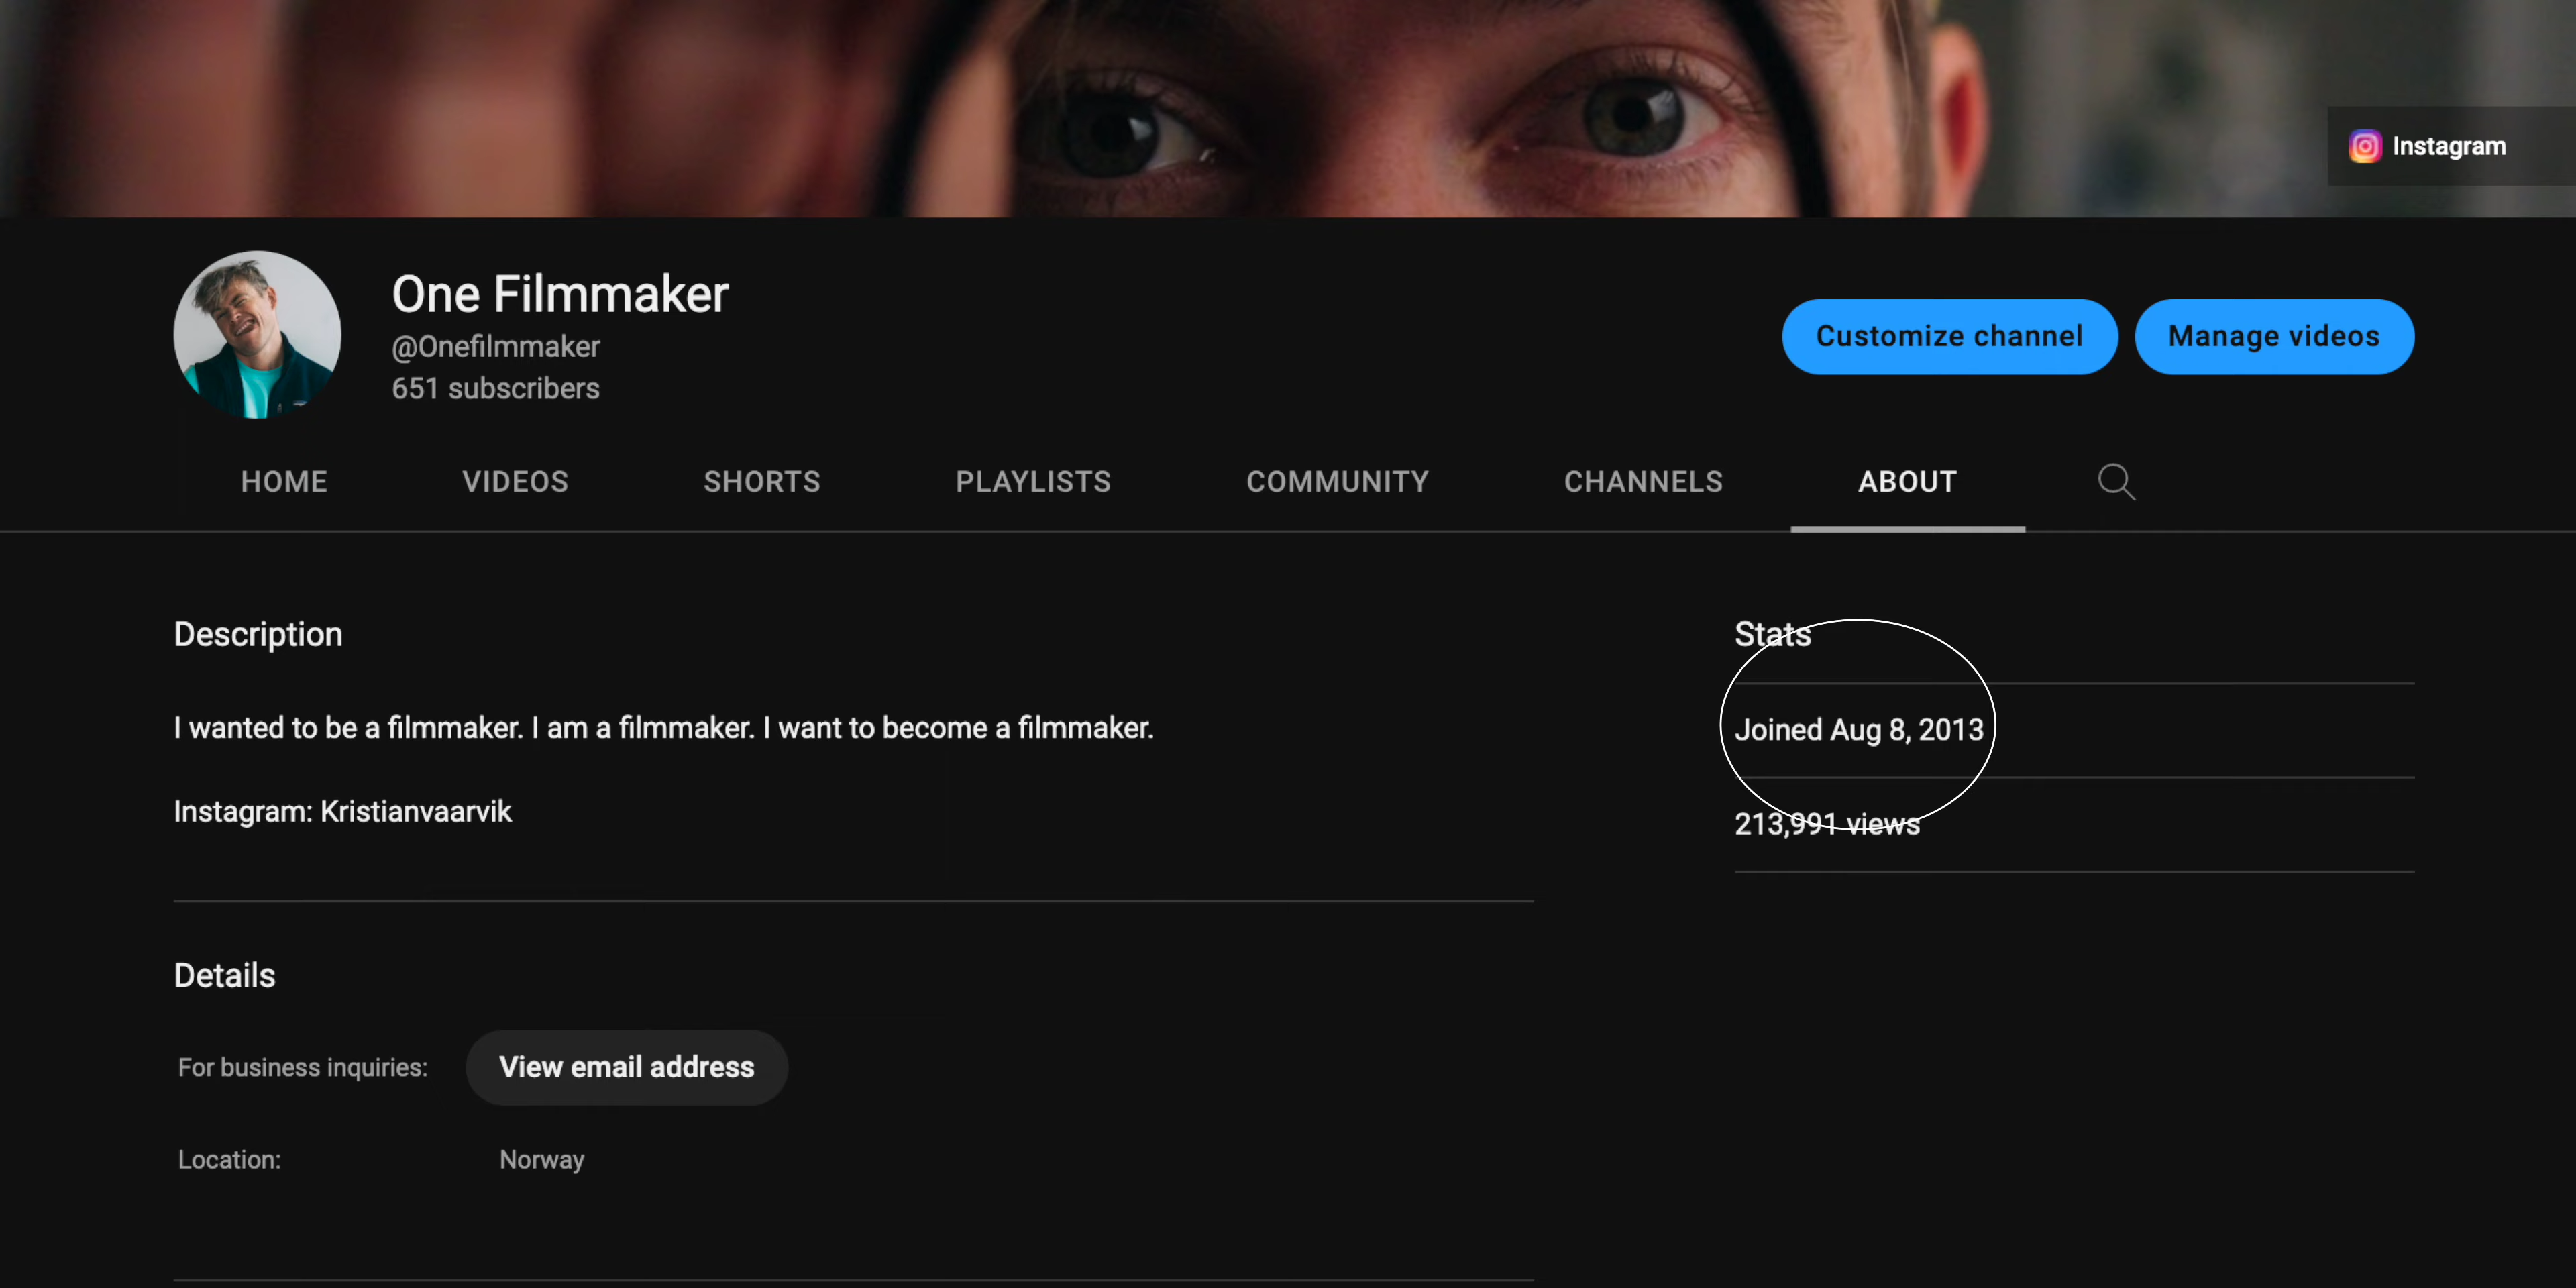 Instagram
One Filmmaker
@Onefilmmaker
651 subscribers
Customize channel
Manage videos
HOME
VIDEOS
SHORTS
PLAYLISTS
COMMUNITY
CHANNELS
ABOUT
Description
I wanted to be a filmmaker. I am a filmmaker. I want to become a filmmaker.
Instagram: Kristianvaarvik
Stats
Joined Aug 8, 2013
213,991 views
Details
For business inquiries:
View email address
Location:
Norway